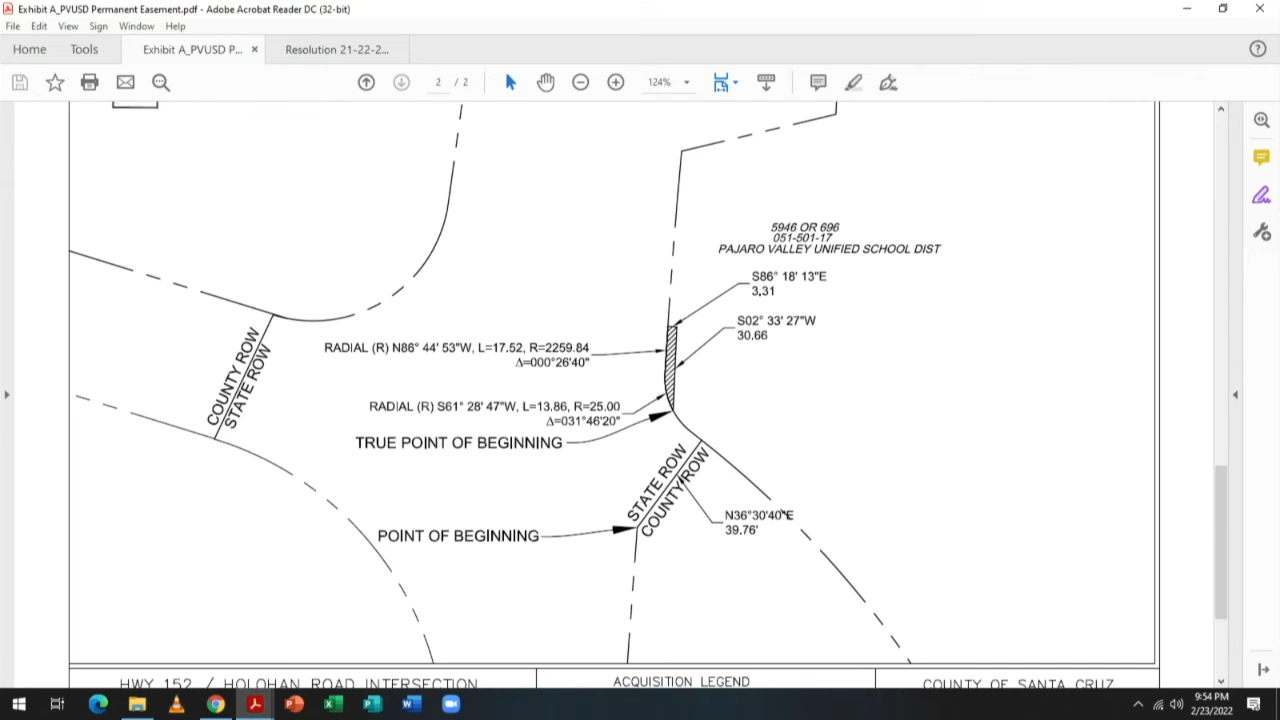 Exhibit A_PVUSD Permanent Easement.pdf - Adobe Acrobat Reader DC (32-bit)
File Edit View Sign Window Help
Home Tools Exhibit A_PVUSD P... × Resolution 21-22-2...
2 / 2 124%
5946 OR 696
051-501-17
PAJARO VALLEY UNIFIED SCHOOL DIST
S86° 18' 13"E
3.31
S02° 33' 27"W
30.66
RADIAL (R) N86° 44' 53"W, L=17.52, R=2259.84
Δ=000°26'40"
COUNTY ROW
STATE ROW
RADIAL (R) S61° 28' 47"W, L=13.86, R=25.00
Δ=031°46'20"
TRUE POINT OF BEGINNING
STATE ROW
COUNTY ROW
N36°30'40"E
39.76'
POINT OF BEGINNING
HWY 152 / HOLOHAN ROAD INTERSECTION
ACQUISITION LEGEND
COUNTY OF SANTA CRUZ
9:54 PM
2/23/2022